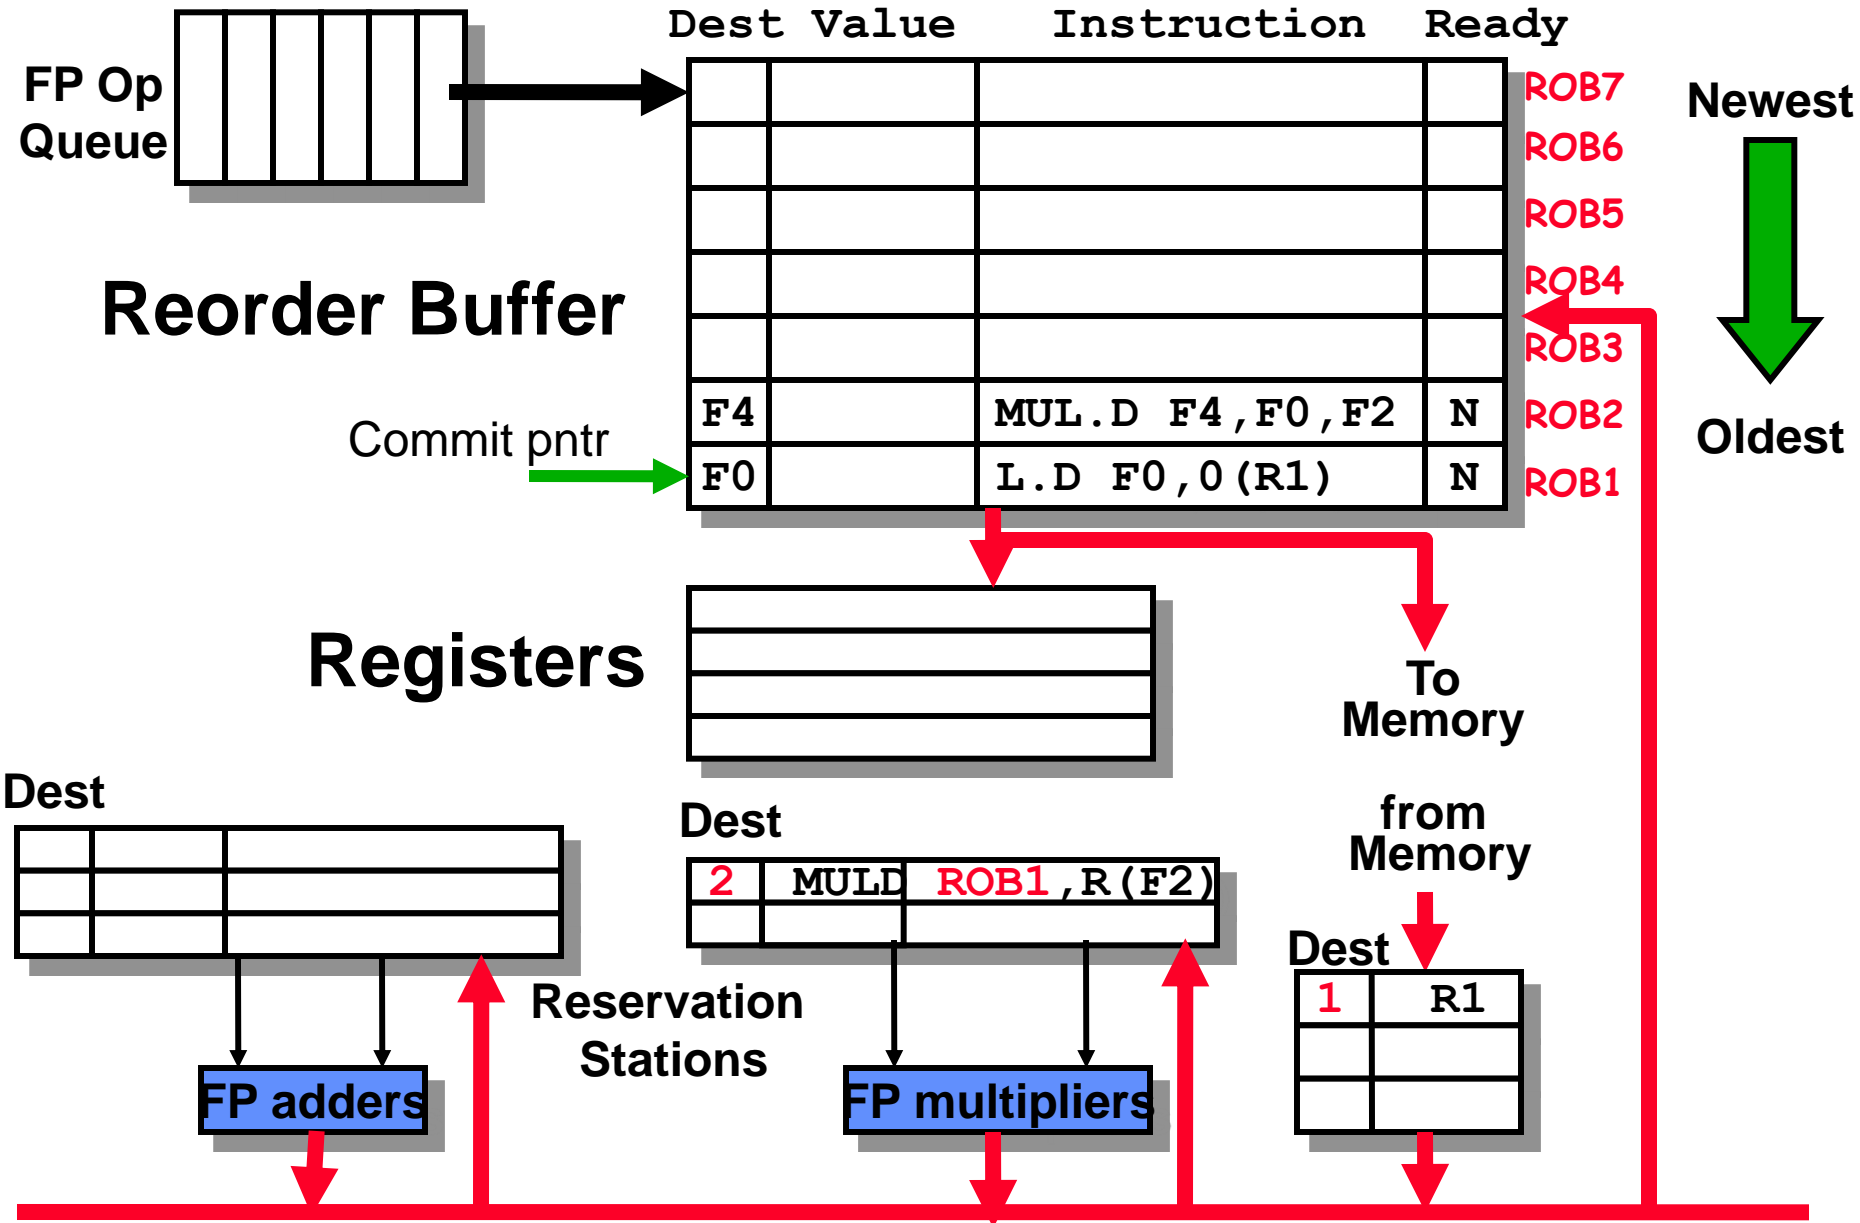 Dest Value Instruction Ready
FP Op
Queue
ROB7
Newest
ROB6
ROB5
Reorder Buffer
ROB4
ROB3
Commit pntr
F4 MUL.D F4,F0,F2 N ROB2
Oldest
F0 L.D F0,0(R1) N ROB1
Registers
To
Memory
Dest
Dest
from
Memory
2 MULD ROB1,R(F2)
Dest
1 R1
Reservation
Stations
FP adders
FP multipliers